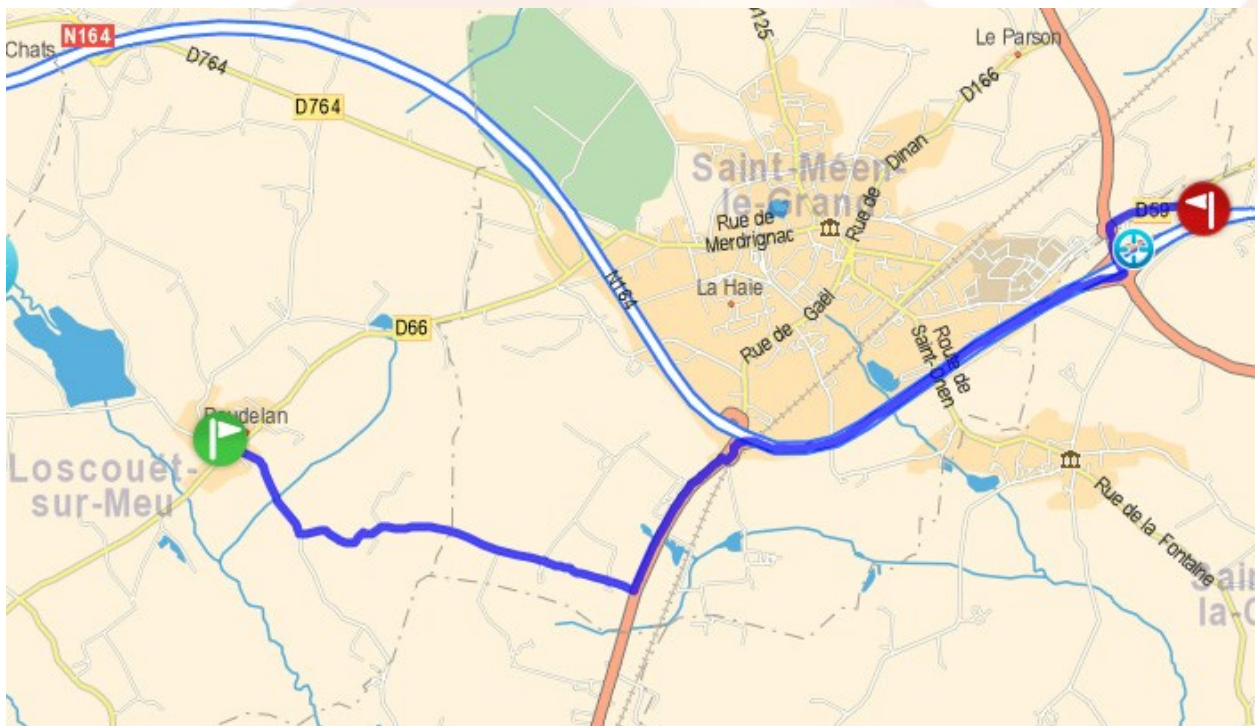 Chats
N164
D764
D764
D166
Le Parson
Saint-Méen-
le-Grand
Rue de
Merdrignac
Rue de Dinan
D59
N164
La Haie
D66
Rue de Gaël
Route de
Saint-Onen
Loscouët-
sur-Meu
Rue de la Fontaine